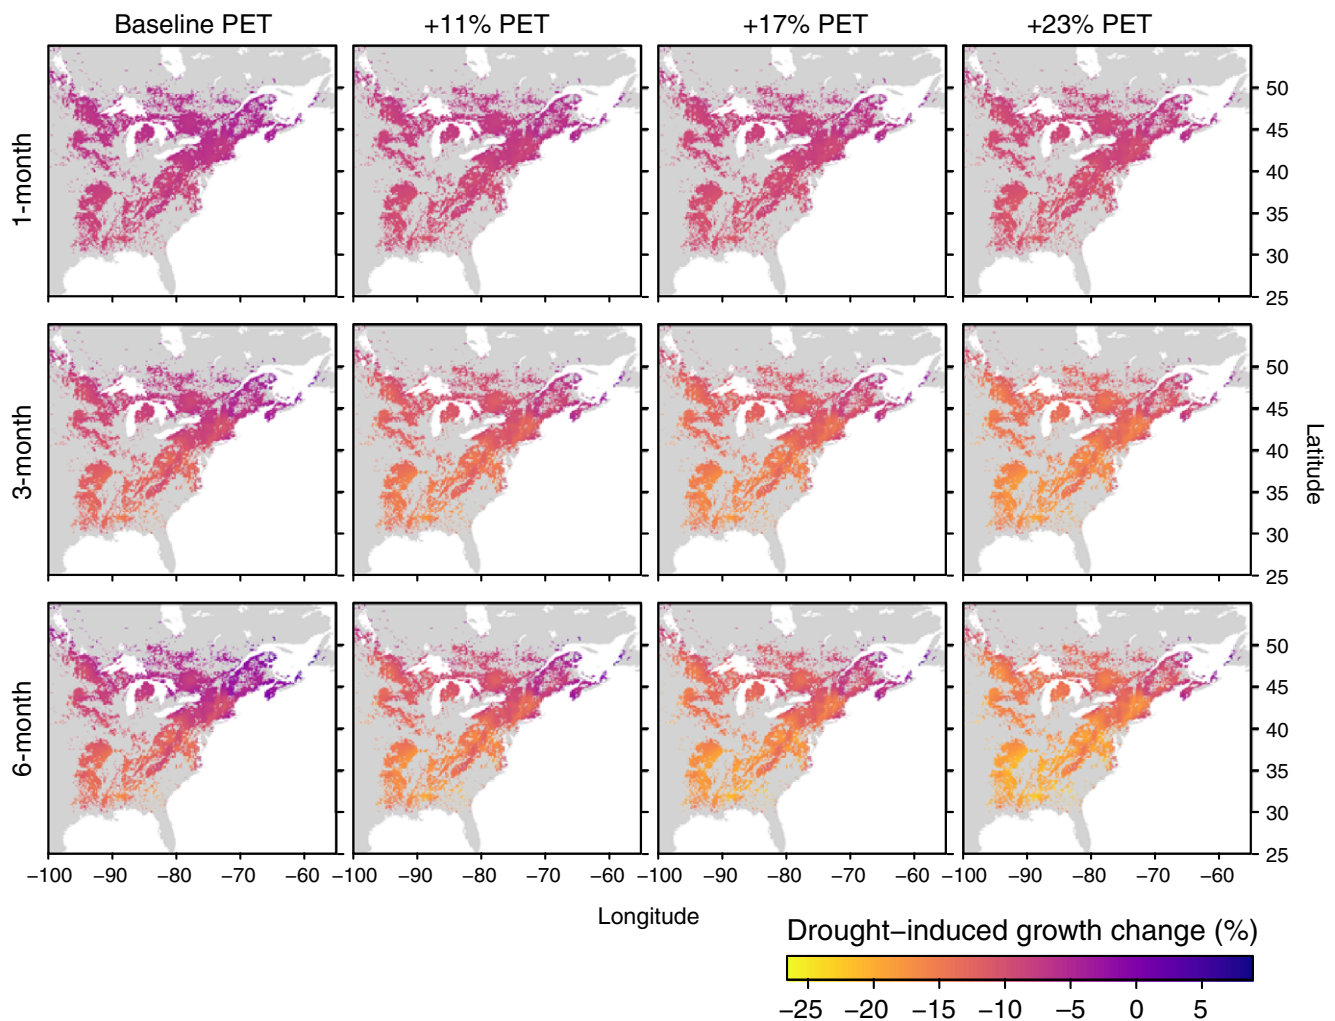 Baseline PET +11% PET +17% PET +23% PET
1-month
50
45
40
35
30
25
3-month
50
45
40
35
30
25
Latitude
6-month
50
45
40
35
30
25
−100 −90 −80 −70 −60 −100 −90 −80 −70 −60 −100 −90 −80 −70 −60 −100 −90 −80 −70 −60
Longitude
Drought−induced growth change (%)
−25 −20 −15 −10 −5 0 5